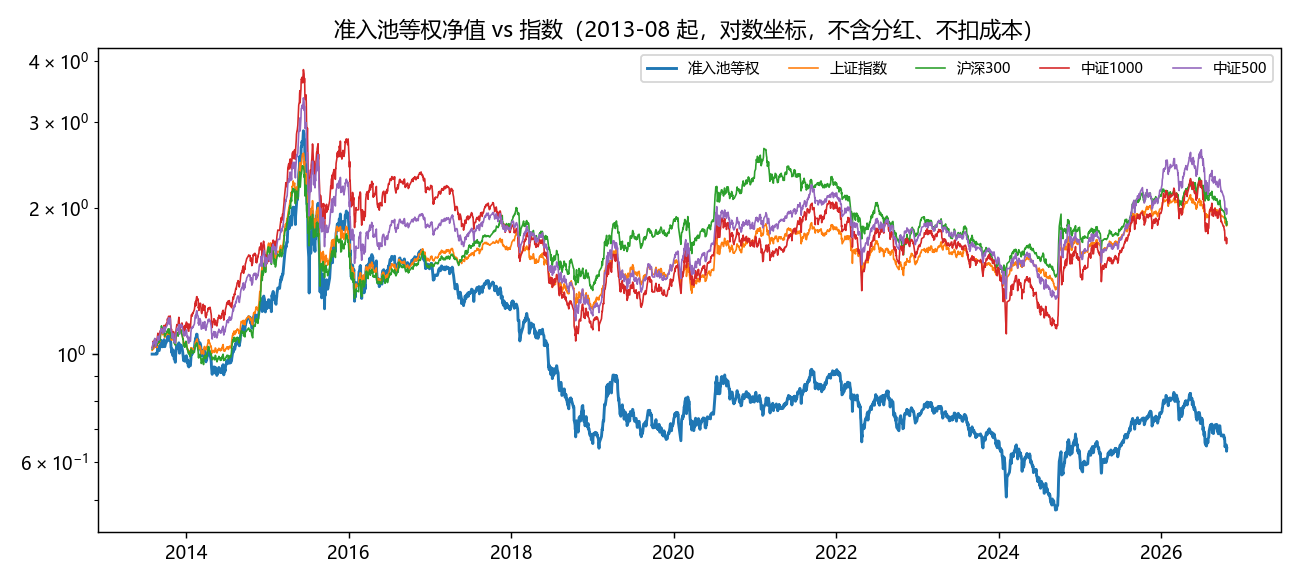 准入池等权净值 vs 指数（2013-08 起，对数坐标，不含分红、不扣成本）
准入池等权 上证指数 沪深300 中证1000 中证500
4 × 10⁰
3 × 10⁰
2 × 10⁰
10⁰
6 × 10⁻¹
2014 2016 2018 2020 2022 2024 2026